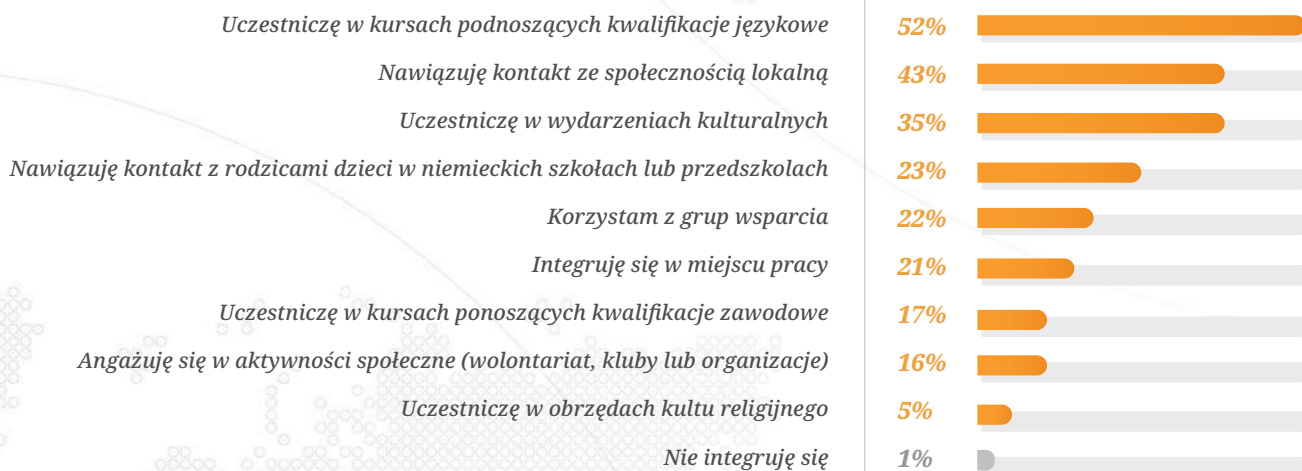 Uczestniczę w kursach podnoszących kwalifikacje językowe 52%
Nawiązuję kontakt ze społecznością lokalną 43%
Uczestniczę w wydarzeniach kulturalnych 35%
Nawiązuję kontakt z rodzicami dzieci w niemieckich szkołach lub przedszkolach 23%
Korzystam z grup wsparcia 22%
Integruję się w miejscu pracy 21%
Uczestniczę w kursach ponoszących kwalifikacje zawodowe 17%
Angażuję się w aktywności społeczne (wolontariat, kluby lub organizacje) 16%
Uczestniczę w obrzędach kultu religijnego 5%
Nie integruję się 1%